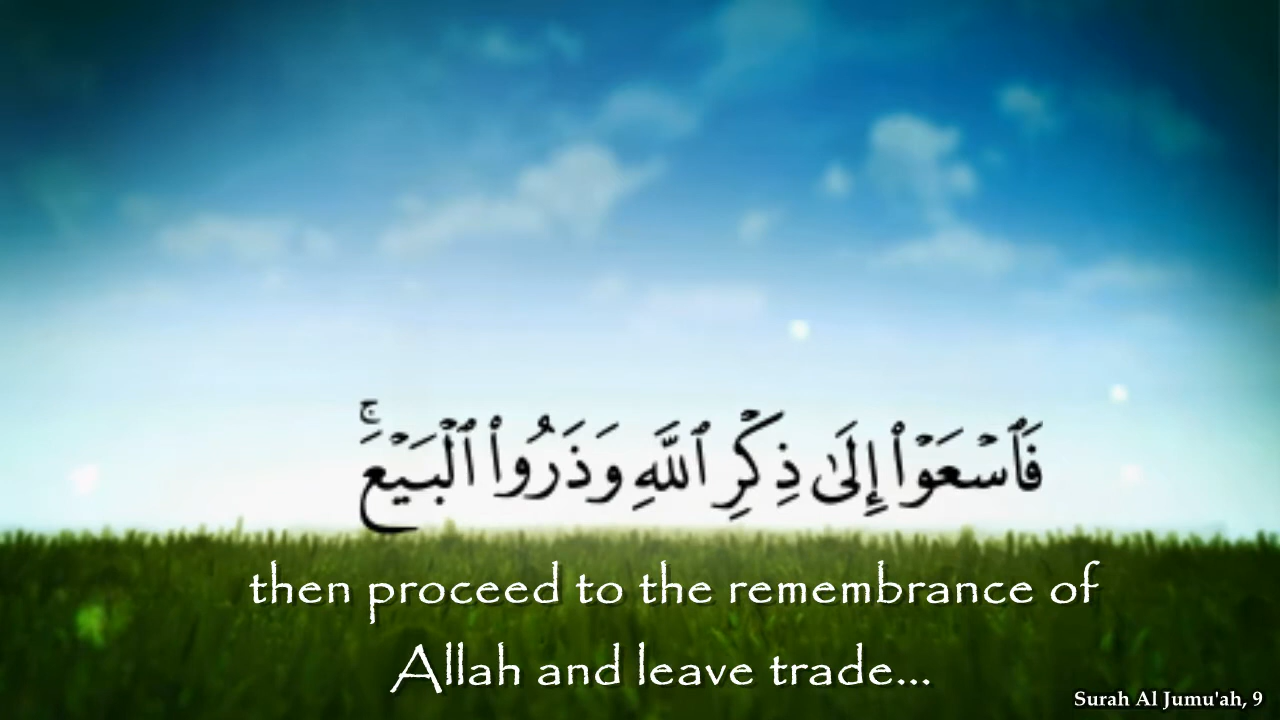 فَٱسْعَوْا۟ إِلَىٰ ذِكْرِ ٱللَّهِ وَذَرُوا۟ ٱلْبَيْعَ ۚ
then proceed to the remembrance of
Allah and leave trade...
Surah Al Jumu'ah, 9